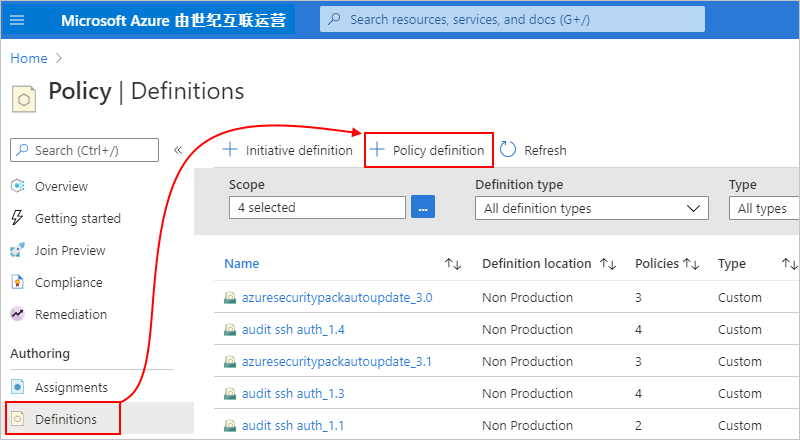 Microsoft Azure 由世纪互联运营
Search resources, services, and docs (G+/)
Home
Policy | Definitions
Search (Ctrl+/)
Overview
Getting started
Join Preview
Compliance
Remediation
Authoring
Assignments
Definitions
Initiative definition Policy definition Refresh
Scope Definition type Type
4 selected ... All definition types All types
Name Definition location Policies Type
azuresecuritypackautoupdate_3.0 Non Production 3 Custom
audit ssh auth_1.4 Non Production 4 Custom
azuresecuritypackautoupdate_3.1 Non Production 3 Custom
audit ssh auth_1.3 Non Production 4 Custom
audit ssh auth_1.1 Non Production 2 Custom